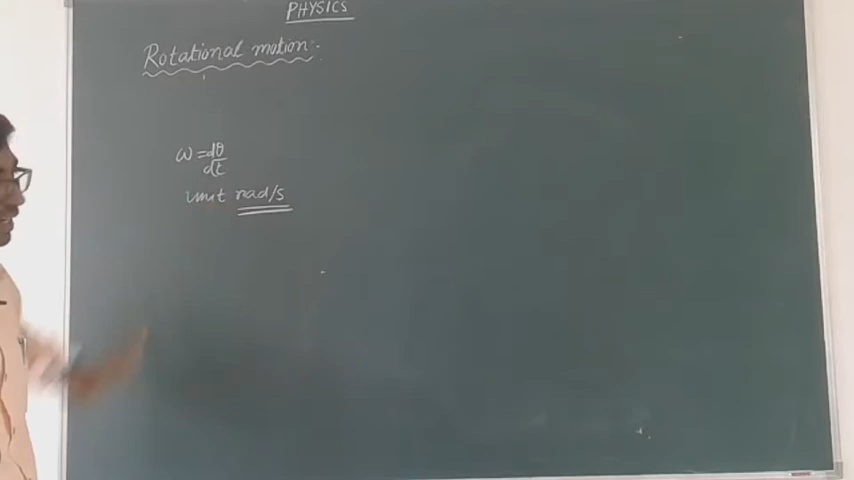 PHYSICS
Rotational motion:-
ω = dθ/dt
unit rad/s